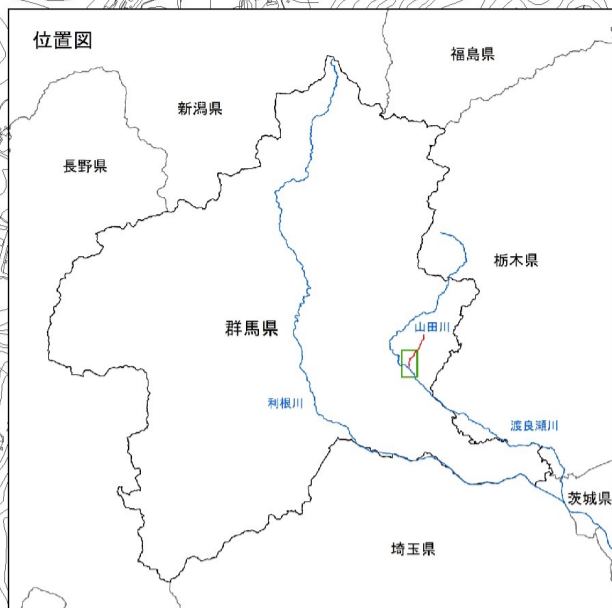 位置図
福島県
新潟県
長野県
栃木県
群馬県
山田川
利根川
渡良瀬川
茨城県
埼玉県